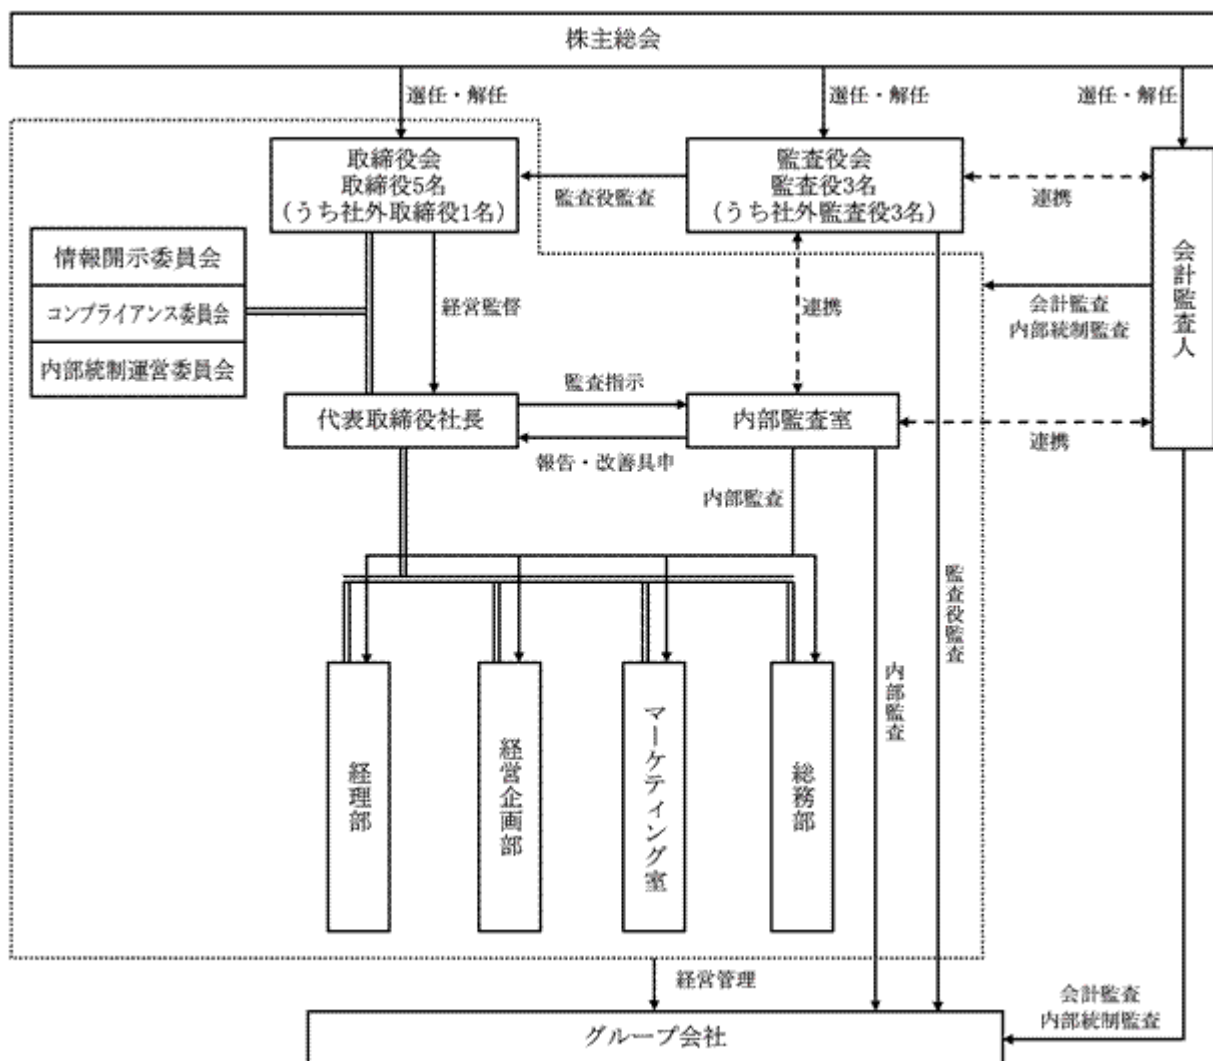 株主総会
選任・解任
選任・解任
選任・解任
取締役会
取締役5名
(うち社外取締役1名)
監査役監査
監査役会
監査役3名
(うち社外監査役3名)
連携
会計監査人
情報開示委員会
コンプライアンス委員会
内部統制運営委員会
経営監督
連携
会計監査
内部統制監査
代表取締役社長
監査指示
報告・改善具申
内部監査室
連携
内部監査
監査役監査
内部監査
経理部
経営企画部
マーケティング室
総務部
経営管理
会計監査
内部統制監査
グループ会社